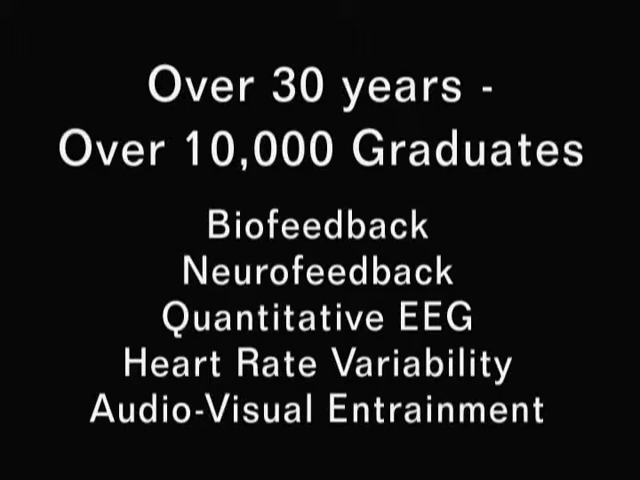 Over 30 years -
Over 10,000 Graduates
Biofeedback
Neurofeedback
Quantitative EEG
Heart Rate Variability
Audio-Visual Entrainment